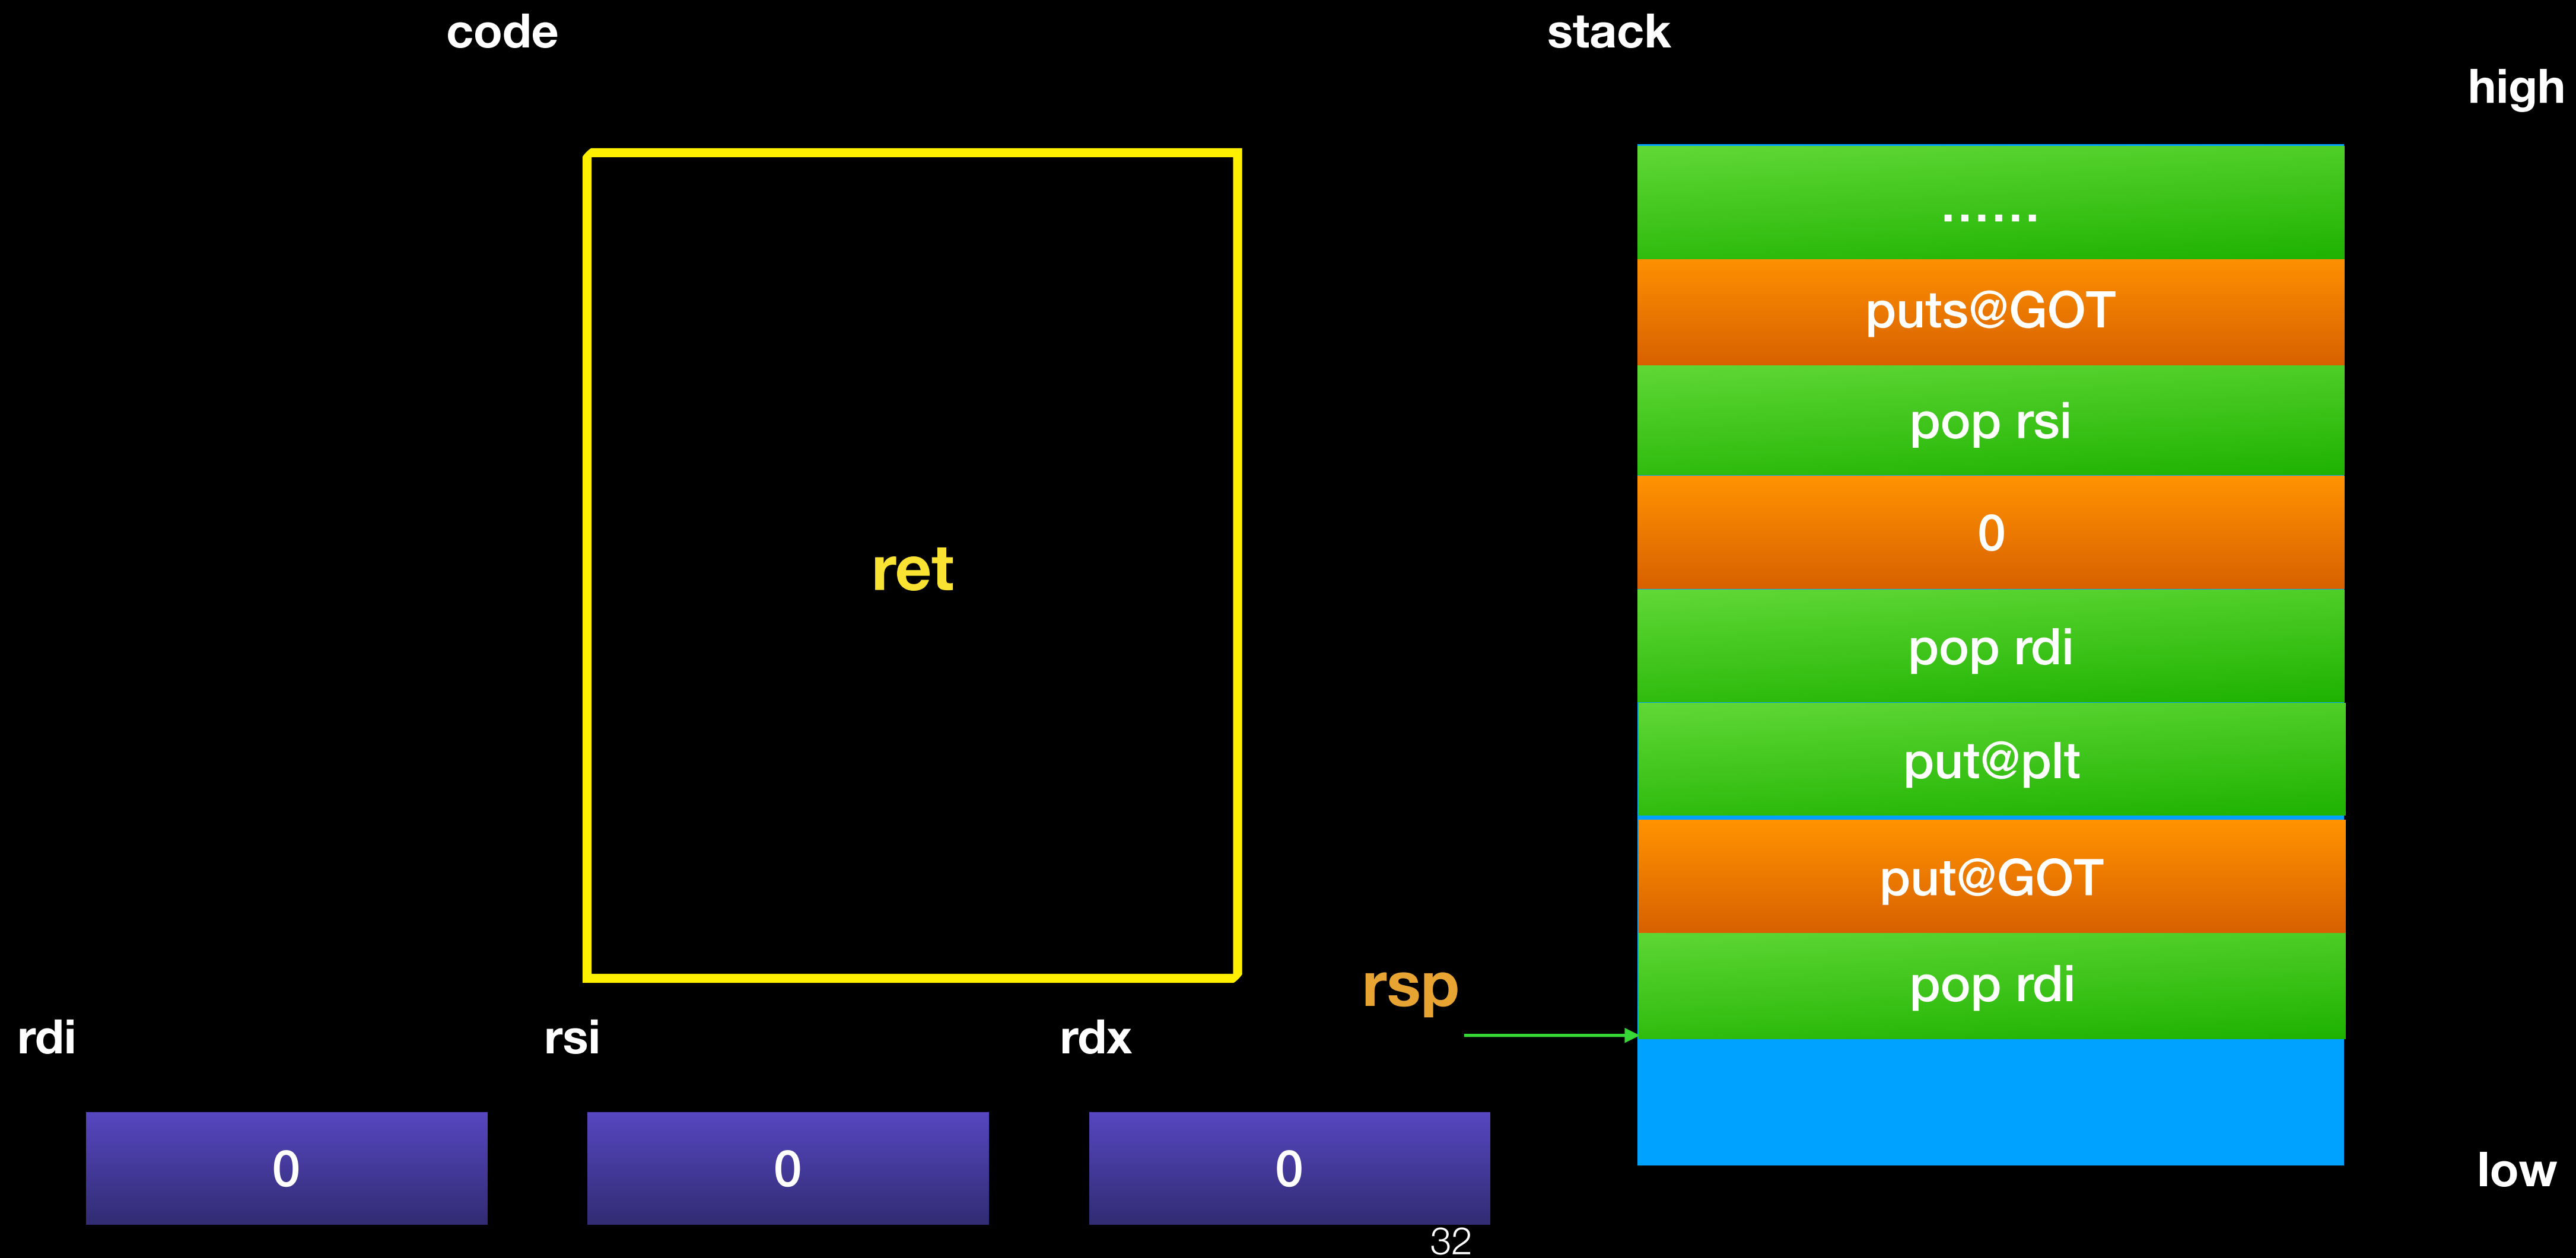 code
stack
high
......
puts@GOT
pop rsi
0
ret
pop rdi
put@plt
put@GOT
rsp
pop rdi
rdi
rsi
rdx
0
0
0
low
32